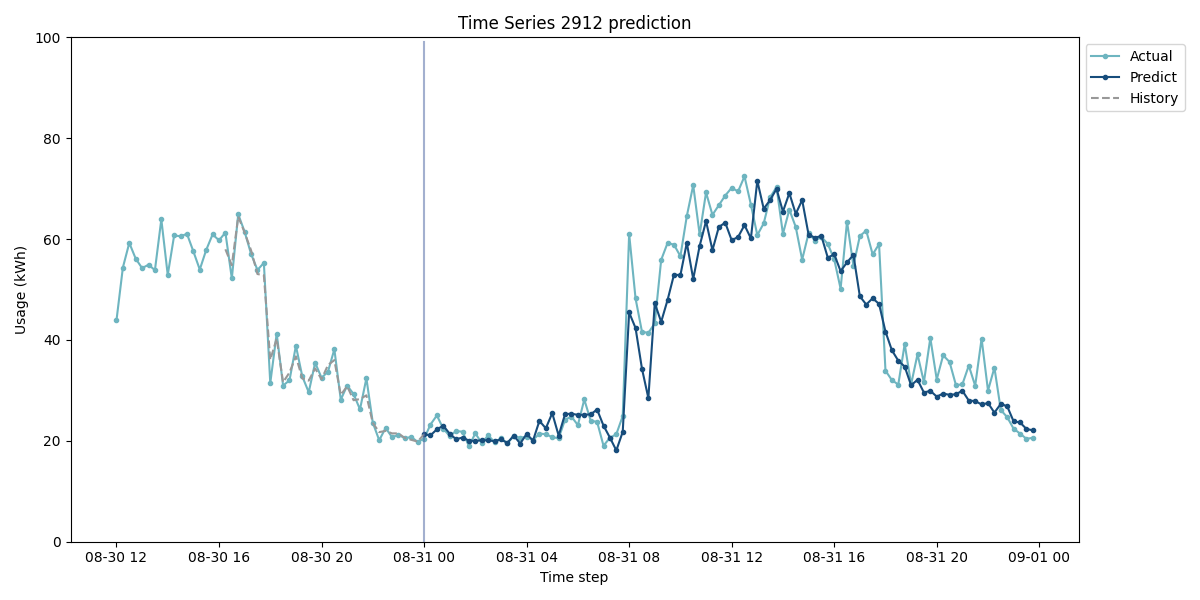 Time Series 2912 prediction
100
80
60
40
20
0
Usage (kWh)
08-30 12
08-30 16
08-30 20
08-31 00
08-31 04
08-31 08
08-31 12
08-31 16
08-31 20
09-01 00
Time step
Actual
Predict
History